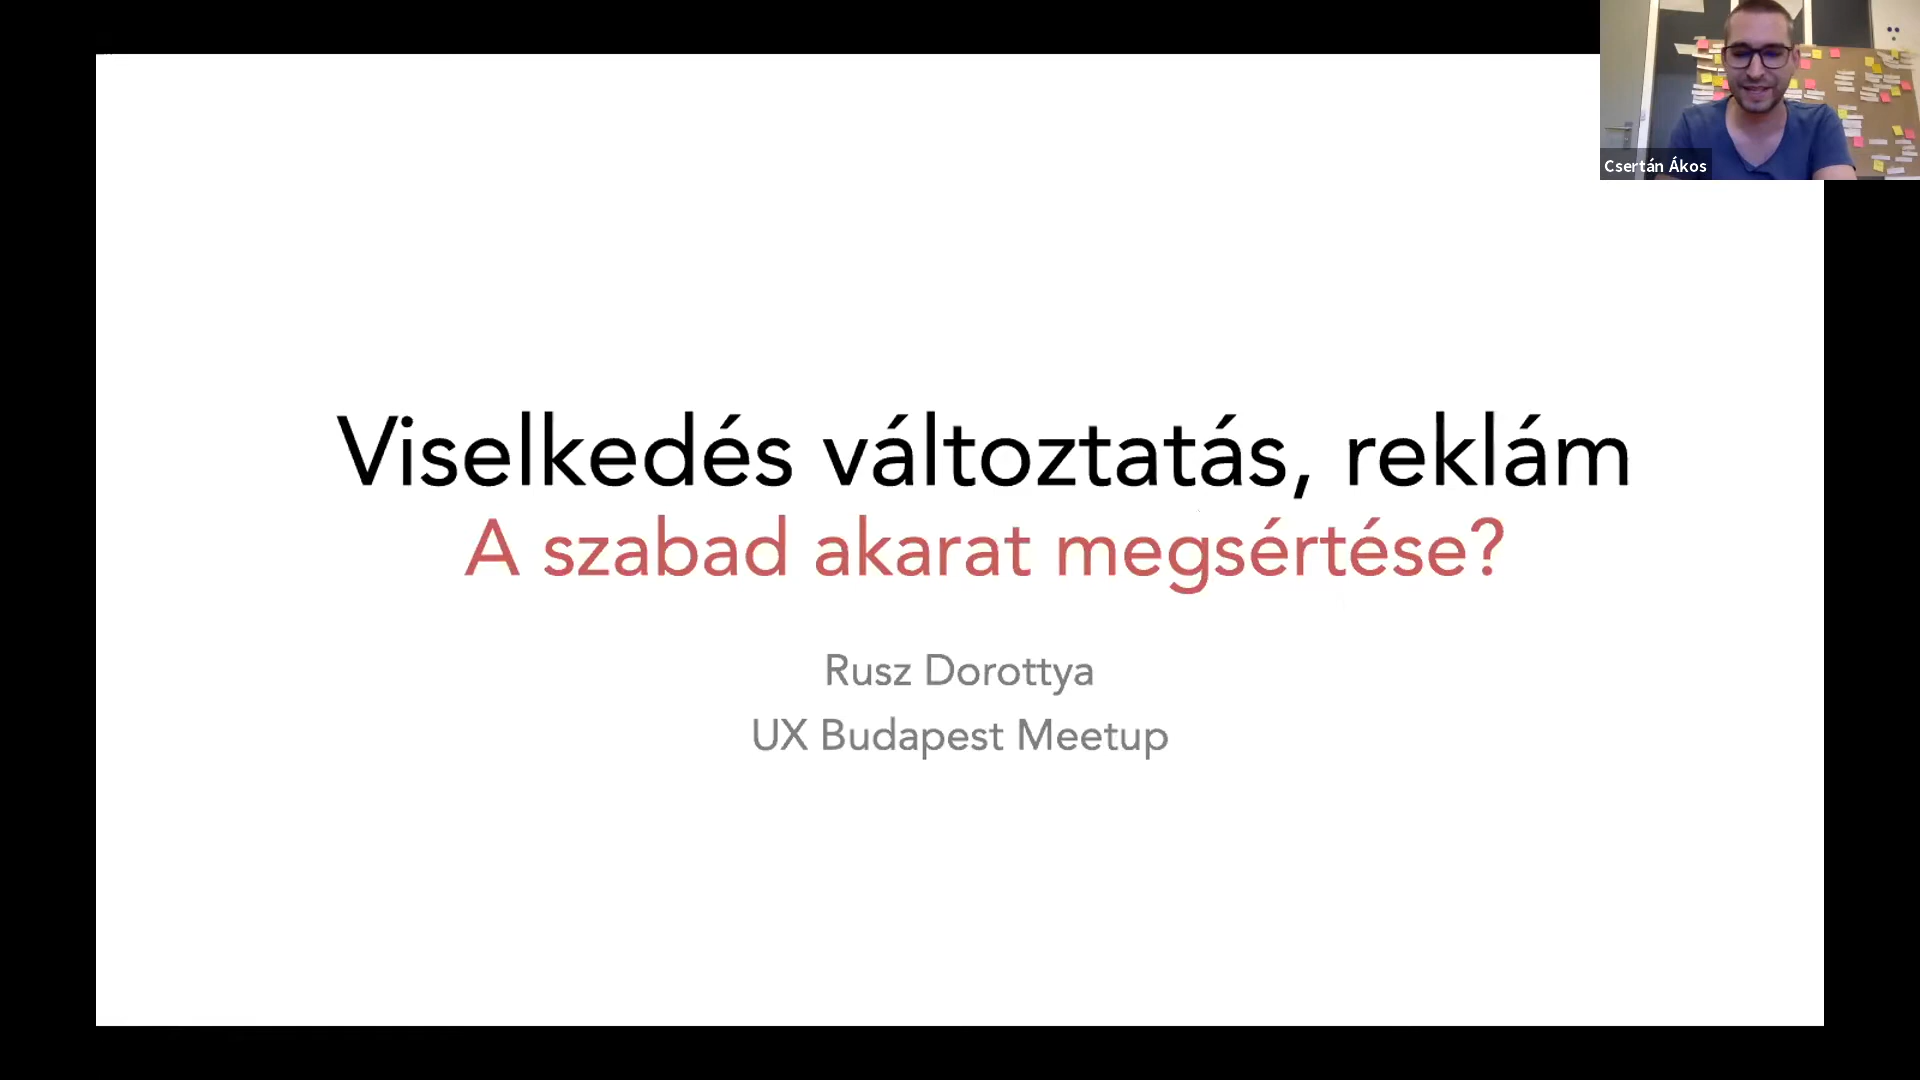 Viselkedés változtatás, reklám
A szabad akarat megsértése?
Rusz Dorottya
UX Budapest Meetup
Csertán Ákos